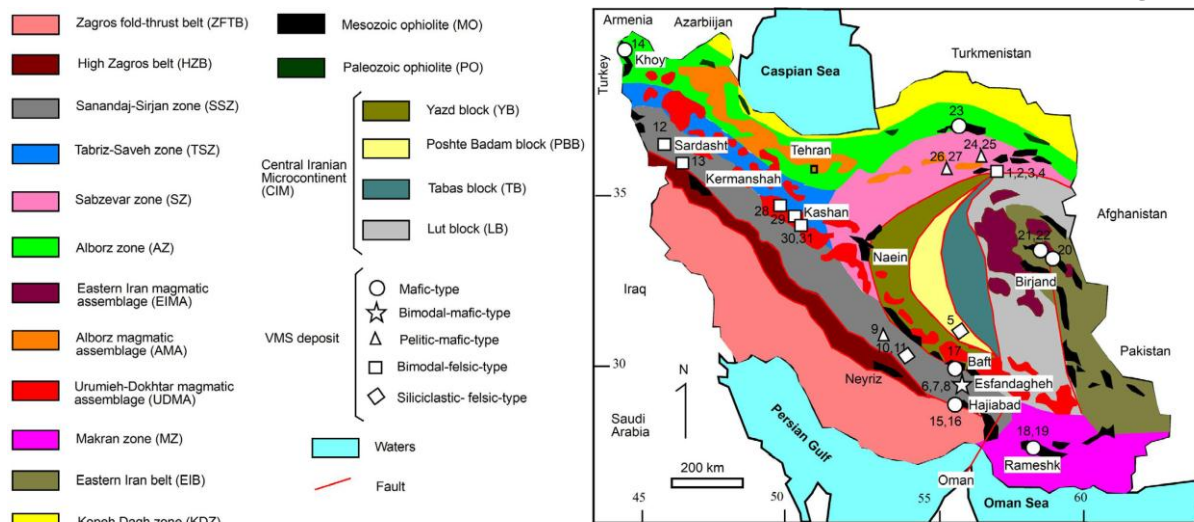 Zagros fold-thrust belt (ZFTB)
High Zagros belt (HZB)
Sanandaj-Sirjan zone (SSZ)
Tabriz-Saveh zone (TSZ)
Sabzevar zone (SZ)
Alborz zone (AZ)
Eastern Iran magmatic
assemblage (EIMA)
Alborz magmatic
assemblage (AMA)
Urumieh-Dokhtar magmatic
assemblage (UDMA)
Makran zone (MZ)
Eastern Iran belt (EIB)
Kopeh Dagh zone (KDZ)
Mesozoic ophiolite (MO)
Paleozoic ophiolite (PO)
Central Iranian
Microcontinent
(CIM)
Yazd block (YB)
Poshte Badam block (PBB)
Tabas block (TB)
Lut block (LB)
VMS deposit
Mafic-type
Bimodal-mafic-type
Pelitic-mafic-type
Bimodal-felsic-type
Siliciclastic- felsic-type
Waters
Fault
Armenia
Azarbiijan
Turkey
14
Khoy
Caspian Sea
Turkmenistan
23
12
Sardasht
13
Tehran
24,25
26,27
1,2,3,4
Kermanshah
35
28
29
Kashan
30,31
Afghanistan
Naein
21,22
20
Birjand
Iraq
5
9
10,11
17
Baft
Pakistan
30
N
Neyriz
6,7,8
Esfandagheh
Hajiabad
15,16
Saudi
Arabia
Persian Gulf
18,19
Rameshk
200 km
Oman
Oman Sea
45
50
55
60